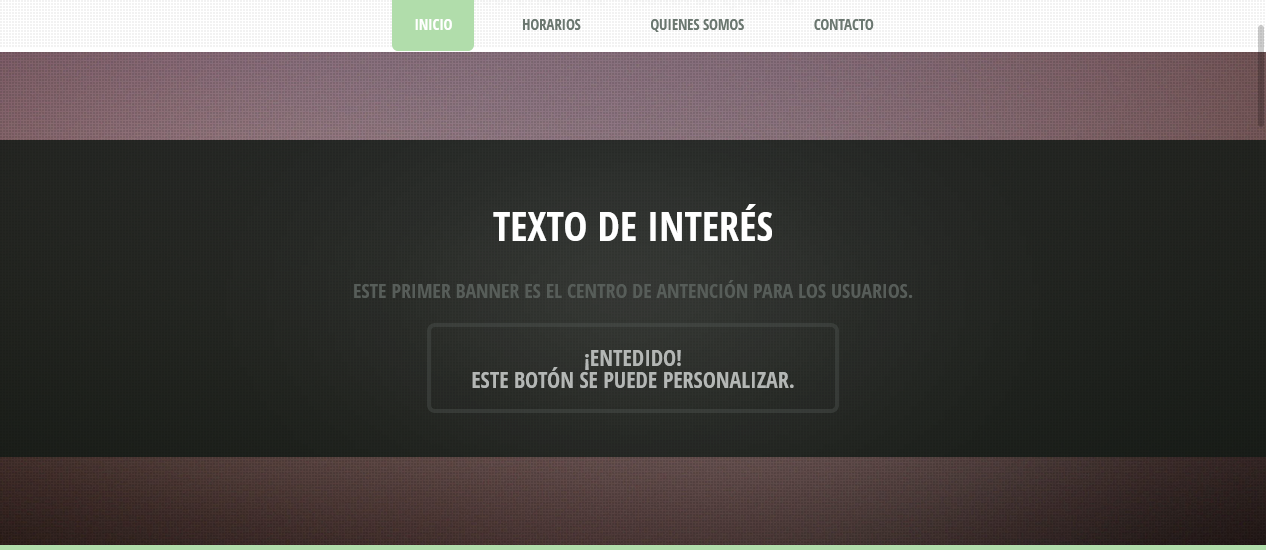 INICIO HORARIOS QUIENES SOMOS CONTACTO
TEXTO DE INTERÉS
ESTE PRIMER BANNER ES EL CENTRO DE ANTENCIÓN PARA LOS USUARIOS.
¡ENTEDIDO!
ESTE BOTÓN SE PUEDE PERSONALIZAR.